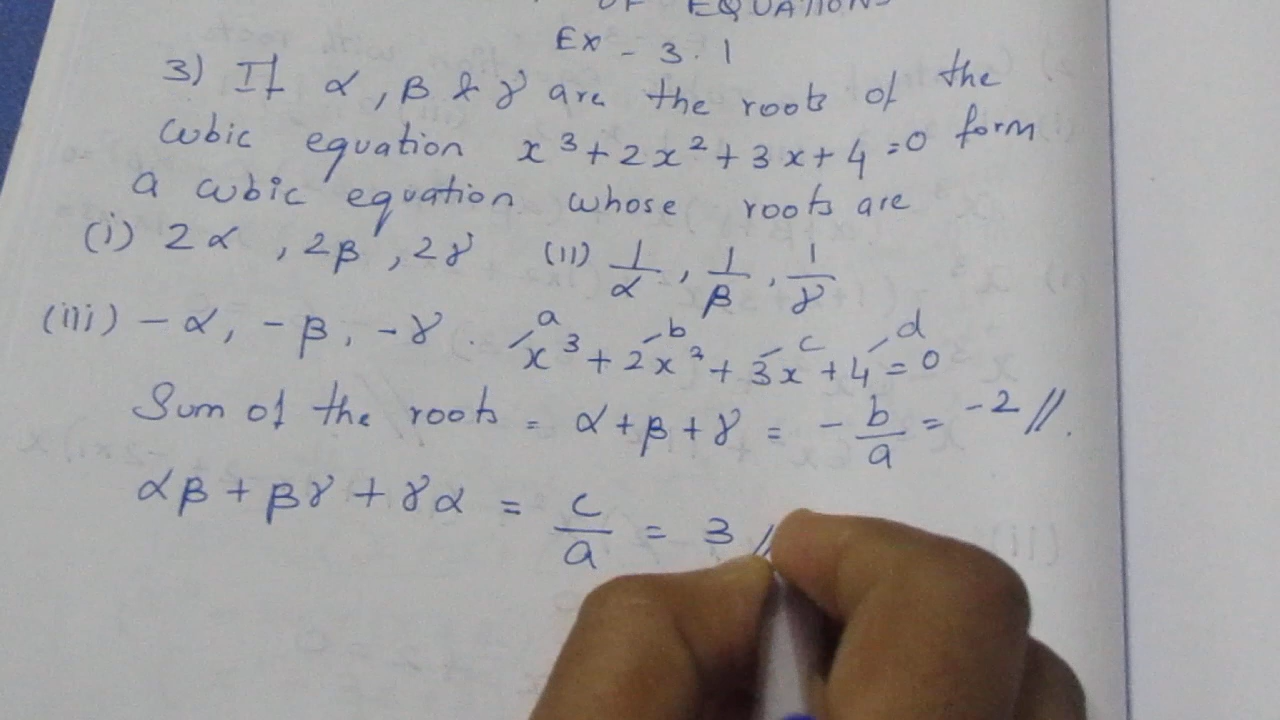 OF EQUATIONS
Ex - 3.1
3) If α, β & γ are the roots of the
cubic equation x³ + 2x² + 3x + 4 = 0 form
a cubic equation whose roots are
(i) 2α, 2β, 2γ (ii) 1/α, 1/β, 1/γ
(iii) -α, -β, -γ.
a b c d
x³ + 2x² + 3x + 4 = 0
Sum of the roots = α + β + γ = - b/a = -2 //.
αβ + βγ + γα = c/a = 3 //